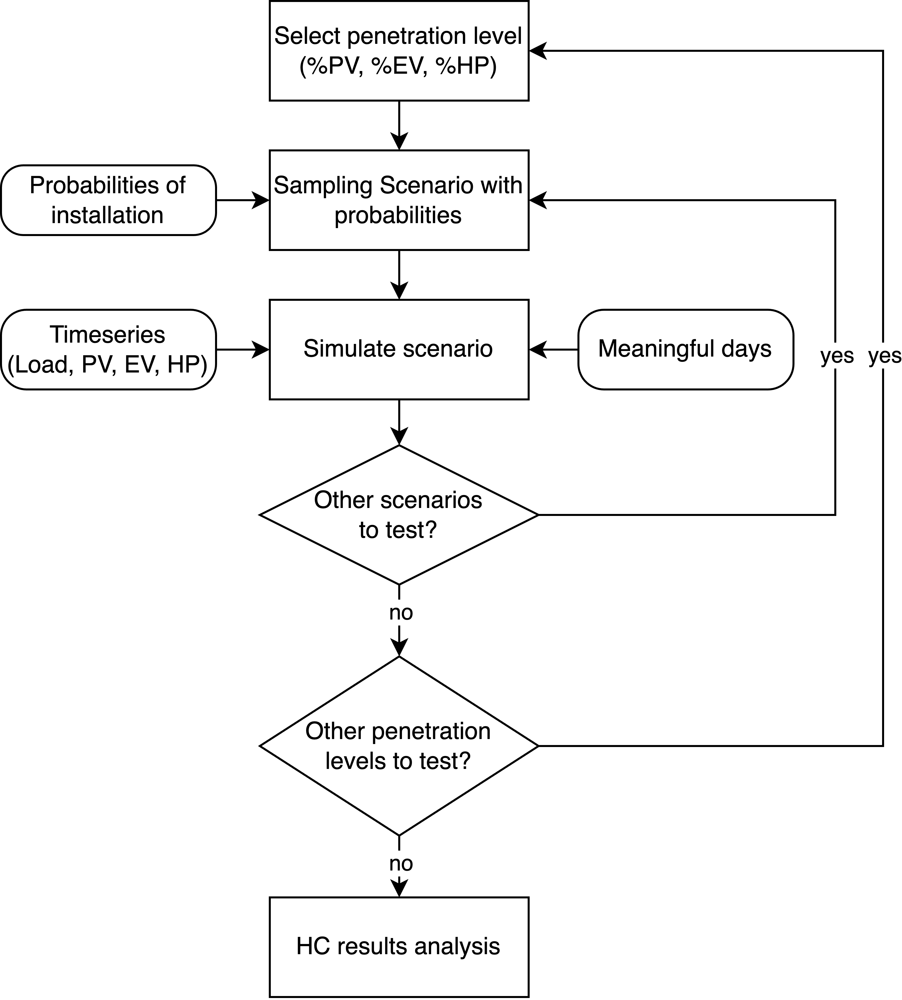 Select penetration level
(%PV, %EV, %HP)
Probabilities of
installation
Sampling Scenario with
probabilities
Timeseries
(Load, PV, EV, HP)
Simulate scenario
Meaningful days
yes
yes
Other scenarios
to test?
no
Other penetration
levels to test?
no
HC results analysis